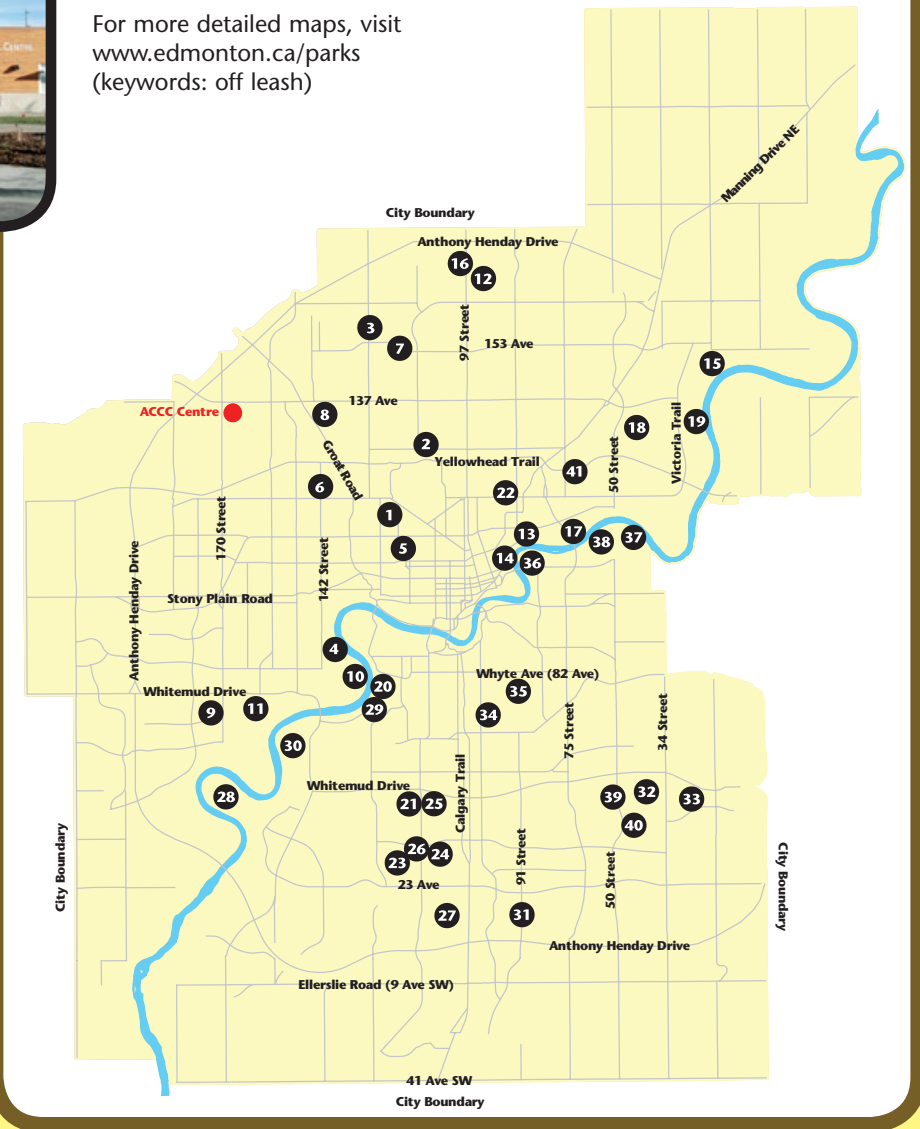 For more detailed maps, visit
www.edmonton.ca/parks
(keywords: off leash)
CENTRE
City Boundary
Manning Drive NE
Anthony Henday Drive
16
12
3
97 Street
153 Ave
7
15
ACCC Centre
137 Ave
8
18
19
Victoria Trail
2
Groat Road
Yellowhead Trail
50 Street
41
6
22
1
170 Street
13
17
38
37
5
14
36
142 Street
Anthony Henday Drive
Stony Plain Road
4
10
20
Whyte Ave (82 Ave)
35
Whitemud Drive
9
11
29
34
75 Street
34 Street
30
Whitemud Drive
Calgary Trail
28
21
25
39
32
33
40
City Boundary
26
24
23
91 Street
50 Street
City Boundary
23 Ave
27
31
Anthony Henday Drive
Ellerslie Road (9 Ave SW)
41 Ave SW
City Boundary